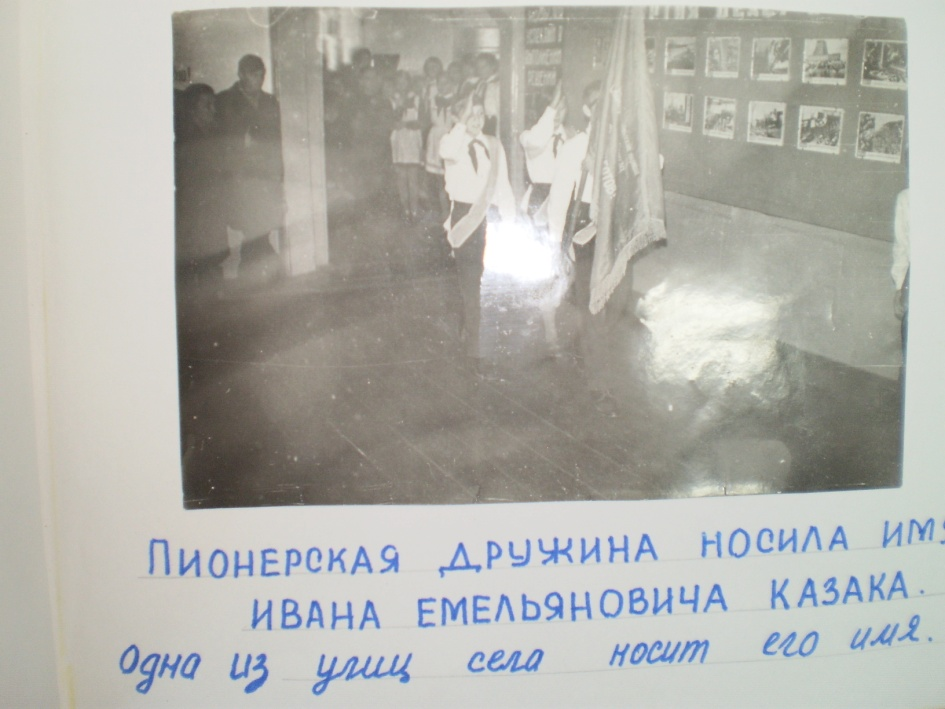 Пионерская дружина носила имя
Ивана Емельяновича Казака.
Одна из улиц села носит его имя.